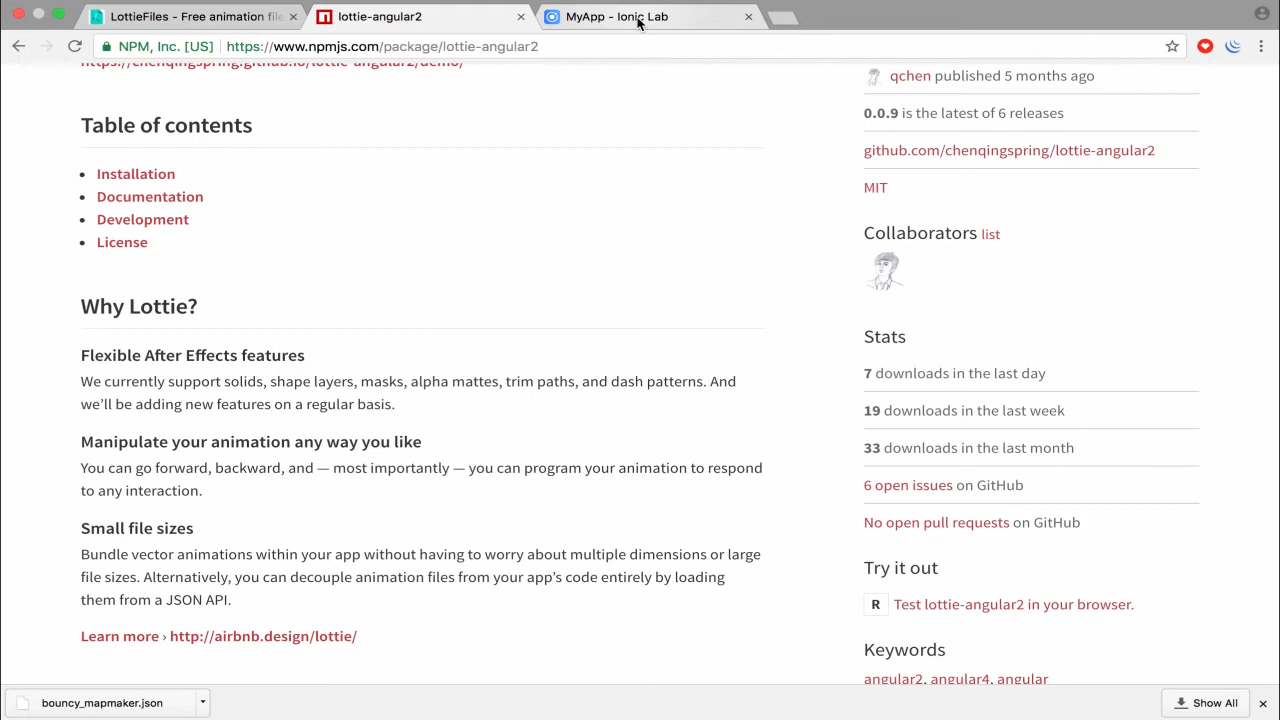 LottieFiles - Free animation file
lottie-angular2
MyApp - Ionic Lab
NPM, Inc. [US]
https://www.npmjs.com/package/lottie-angular2
https://chenqingspring.github.io/lottie-angular2/demo/
Table of contents
Installation
Documentation
Development
License
Why Lottie?
Flexible After Effects features
We currently support solids, shape layers, masks, alpha mattes, trim paths, and dash patterns. And
we'll be adding new features on a regular basis.
Manipulate your animation any way you like
You can go forward, backward, and — most importantly — you can program your animation to respond
to any interaction.
Small file sizes
Bundle vector animations within your app without having to worry about multiple dimensions or large
file sizes. Alternatively, you can decouple animation files from your app's code entirely by loading
them from a JSON API.
Learn more › http://airbnb.design/lottie/
qchen published 5 months ago
0.0.9 is the latest of 6 releases
github.com/chenqingspring/lottie-angular2
MIT
Collaborators list
Stats
7 downloads in the last day
19 downloads in the last week
33 downloads in the last month
6 open issues on GitHub
No open pull requests on GitHub
Try it out
R Test lottie-angular2 in your browser.
Keywords
angular2, angular4, angular
bouncy_mapmaker.json
Show All